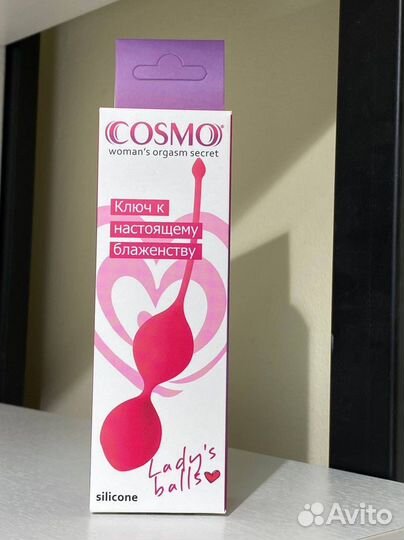 COSMO
woman's orgasm secret
Ключ к
настоящему
блаженству
Lady's
balls
silicone
Avito